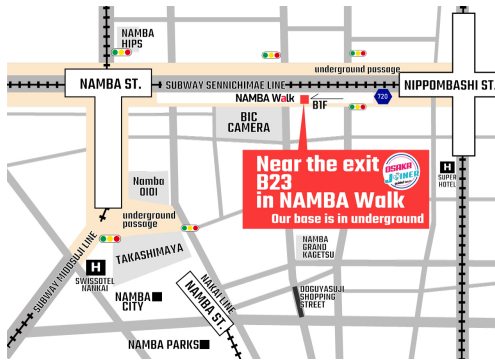 NAMBA
HIPS
underground passage
NAMBA ST.
SUBWAY SENNICHIMAE LINE
NIPPOMBASHI ST.
NAMBA Walk
B1F
720
BIC
CAMERA
Near the exit
B23
in NAMBA Walk
Our base is in underground
OSAKA
JOINER
H
SUPER
HOTEL
Namba
OIOI
underground
passage
TAKASHIMAYA
SUBWAY MIDOSUJI LINE
H
SWISSOTEL
NANKAI
NAMBA
CITY
NANKAI LINE
NAMBA ST.
NAMBA
GRAND
KAGETSU
DOGUYASUJI
SHOPPING
STREET
NAMBA PARKS